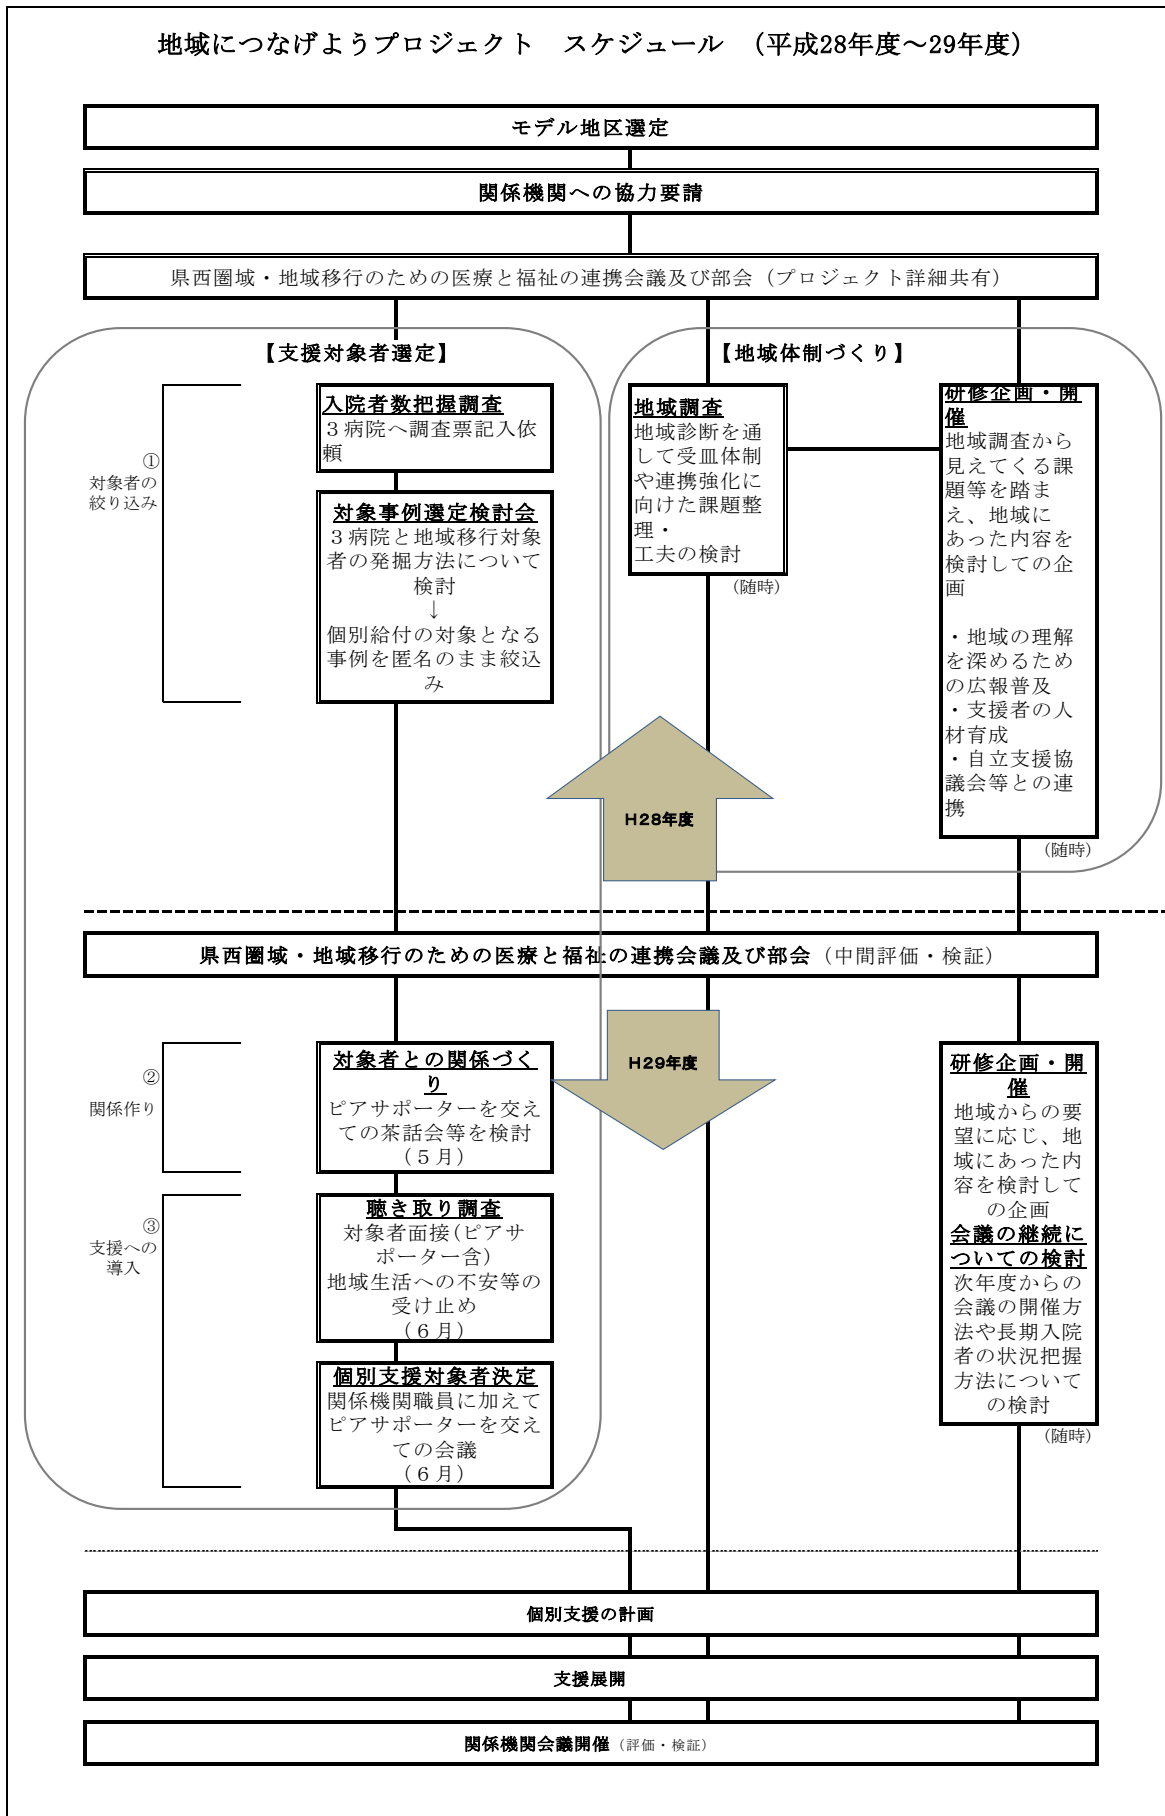 地域につなげようプロジェクト　スケジュール　（平成28年度～29年度）
モデル地区選定
関係機関への協力要請
県西圏域・地域移行のための医療と福祉の連携会議及び部会（プロジェクト詳細共有）
【支援対象者選定】
①
対象者の
絞り込み
入院者数把握調査
３病院へ調査票記入依
頼
対象事例選定検討会
３病院と地域移行対象
者の発掘方法について
検討
↓
個別給付の対象となる
事例を匿名のまま絞込
み
【地域体制づくり】
地域調査
地域診断を通
して受皿体制
や連携強化に
向けた課題整
理・
工夫の検討
（随時）
研修企画・開
催
地域調査から
見えてくる課
題等を踏ま
え、地域に
あった内容を
検討しての企
画
・地域の理解
を深めるため
の広報普及
・支援者の人
材育成
・自立支援協
議会等との連
携
（随時）
H28年度
県西圏域・地域移行のための医療と福祉の連携会議及び部会（中間評価・検証）
H29年度
②
関係作り
対象者との関係づく
り
ピアサポーターを交え
ての茶話会等を検討
（５月）
③
支援への
導入
聴き取り調査
対象者面接（ピアサ
ポーター含）
地域生活への不安等の
受け止め
（６月）
個別支援対象者決定
関係機関職員に加えて
ピアサポーターを交え
ての会議
（６月）
研修企画・開
催
地域からの要
望に応じ、地
域にあった内
容を検討して
の企画
会議の継続に
ついての検討
次年度からの
会議の開催方
法や長期入院
者の状況把握
方法について
の検討
（随時）
個別支援の計画
支援展開
関係機関会議開催（評価・検証）